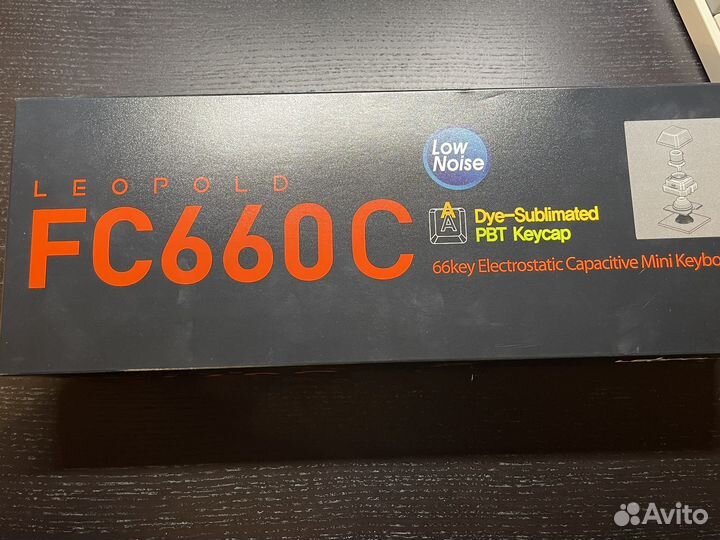 LEOPOLD
FC660C
Low
Noise
A
A
Dye-Sublimated
PBT Keycap
66key Electrostatic Capacitive Mini Keybo
Avito